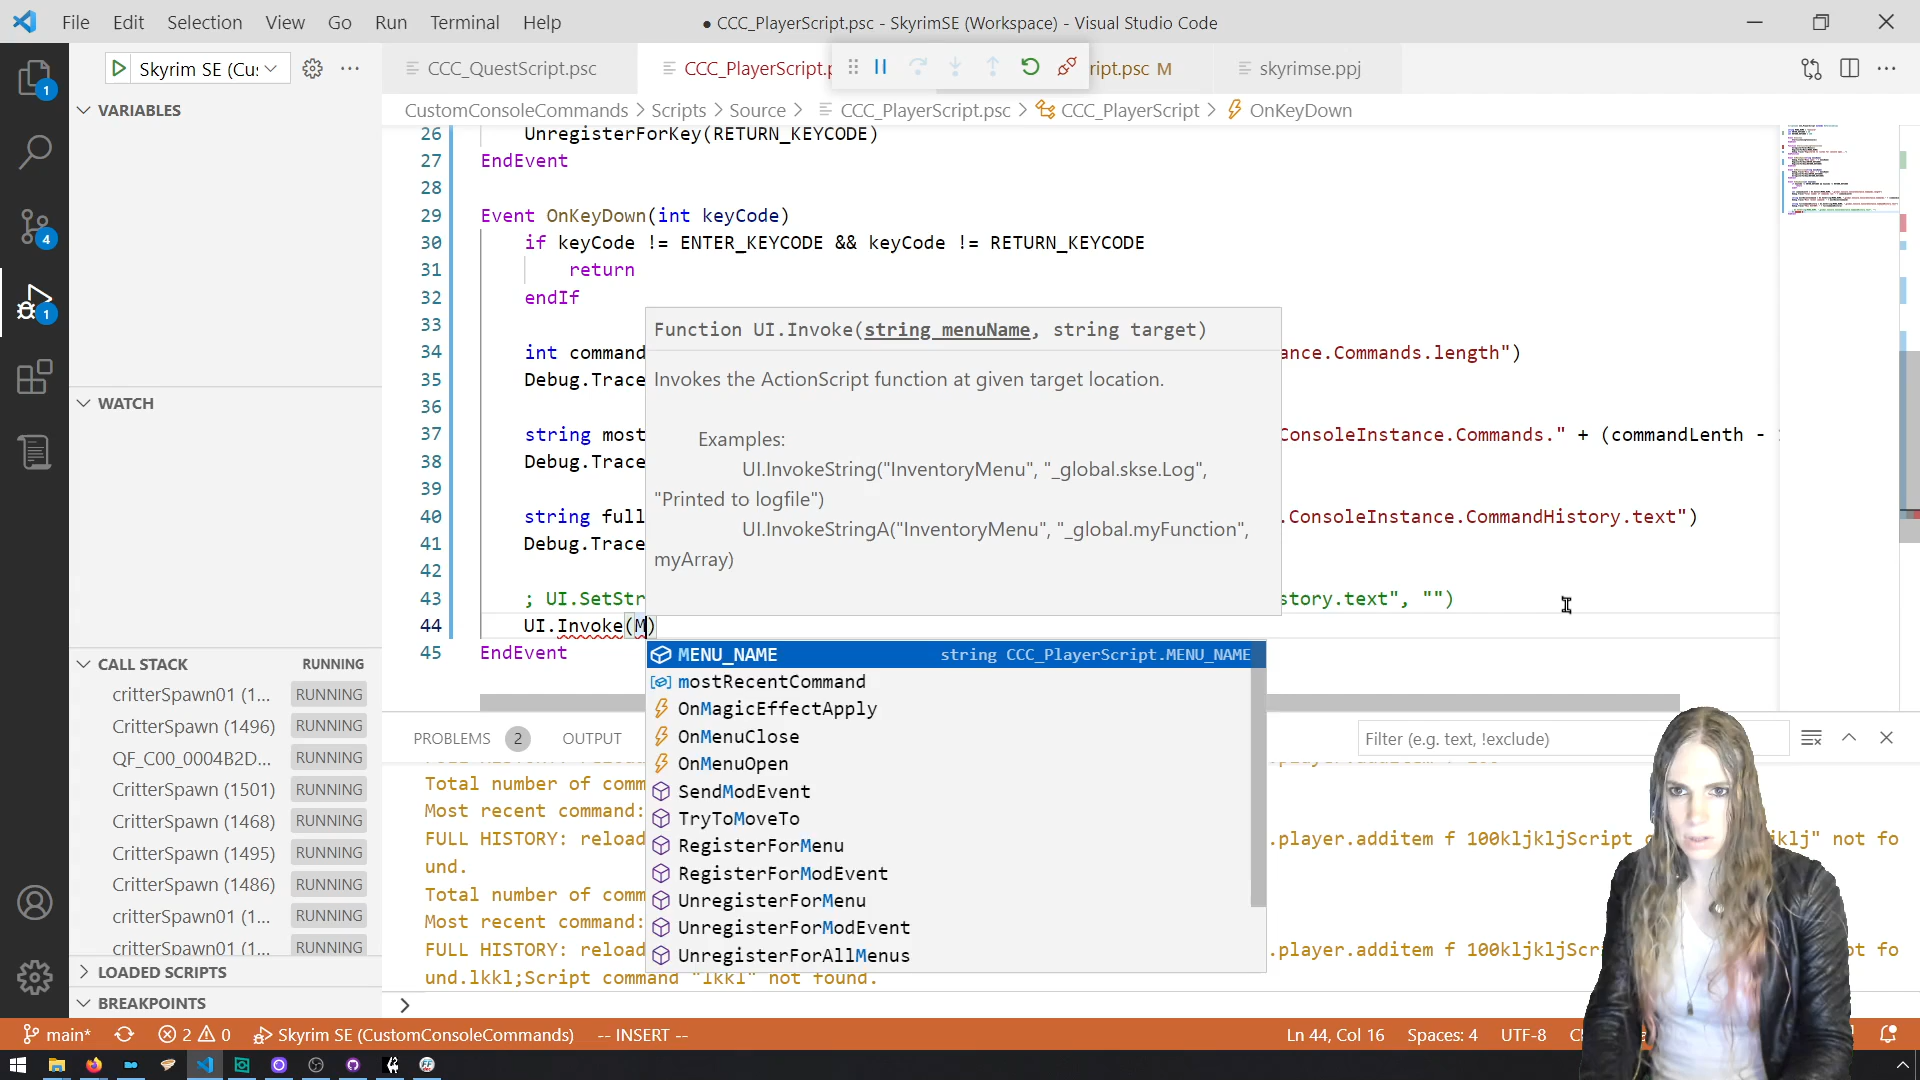 File Edit Selection View Go Run Terminal Help
● CCC_PlayerScript.psc - SkyrimSE (Workspace) - Visual Studio Code
Skyrim SE (Cu:
CCC_QuestScript.psc
CCC_PlayerScript.p
ript.psc M
skyrimse.ppj
CustomConsoleCommands > Scripts > Source > CCC_PlayerScript.psc > CCC_PlayerScript > OnKeyDown
1
4
1
VARIABLES
WATCH
CALL STACK RUNNING
critterSpawn01 (1... RUNNING
CritterSpawn (1496) RUNNING
QF_C00_0004B2D... RUNNING
CritterSpawn (1501) RUNNING
CritterSpawn (1468) RUNNING
CritterSpawn (1495) RUNNING
CritterSpawn (1486) RUNNING
critterSpawn01 (1... RUNNING
critterSpawn01 (1... RUNNING
LOADED SCRIPTS
BREAKPOINTS
26 UnregisterForKey(RETURN_KEYCODE)
27 EndEvent
28
29 Event OnKeyDown(int keyCode)
30 if keyCode != ENTER_KEYCODE && keyCode != RETURN_KEYCODE
31 return
32 endIf
33
34 int command ance.Commands.length")
35 Debug.Trace
36
37 string most ConsoleInstance.Commands." + (commandLenth -
38 Debug.Trace
39
40 string full .ConsoleInstance.CommandHistory.text")
41 Debug.Trace
42
43 ; UI.SetStr story.text", "")
44 UI.Invoke(M)
45 EndEvent
Function UI.Invoke(string menuName, string target)
Invokes the ActionScript function at given target location.
Examples:
UI.InvokeString("InventoryMenu", "_global.skse.Log",
"Printed to logfile")
UI.InvokeStringA("InventoryMenu", "_global.myFunction",
myArray)
MENU_NAME string CCC_PlayerScript.MENU_NAME
mostRecentCommand
OnMagicEffectApply
OnMenuClose
OnMenuOpen
SendModEvent
TryToMoveTo
RegisterForMenu
RegisterForModEvent
UnregisterForMenu
UnregisterForModEvent
UnregisterForAllMenus
PROBLEMS 2 OUTPUT
Filter (e.g. text, !exclude)
Total number of comm
Most recent command:
FULL HISTORY: reload .player.additem f 100kljkljScript iklj" not fo
und.
Total number of comm
Most recent command:
FULL HISTORY: reload .player.additem f 100kljkljScript ot fo
und.lkkl;Script command "lkkl" not found.
main* 2 0 Skyrim SE (CustomConsoleCommands) -- INSERT -- Ln 44, Col 16 Spaces: 4 UTF-8